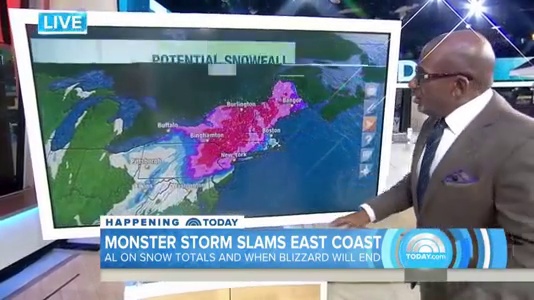 LIVE
POTENTIAL SNOWFALL
Burlington
Bangor
Buffalo
Binghamton
Boston
Pittsburgh
New York
HAPPENING TODAY
MONSTER STORM SLAMS EAST COAST
AL ON SNOW TOTALS AND WHEN BLIZZARD WILL END
TODAY.com